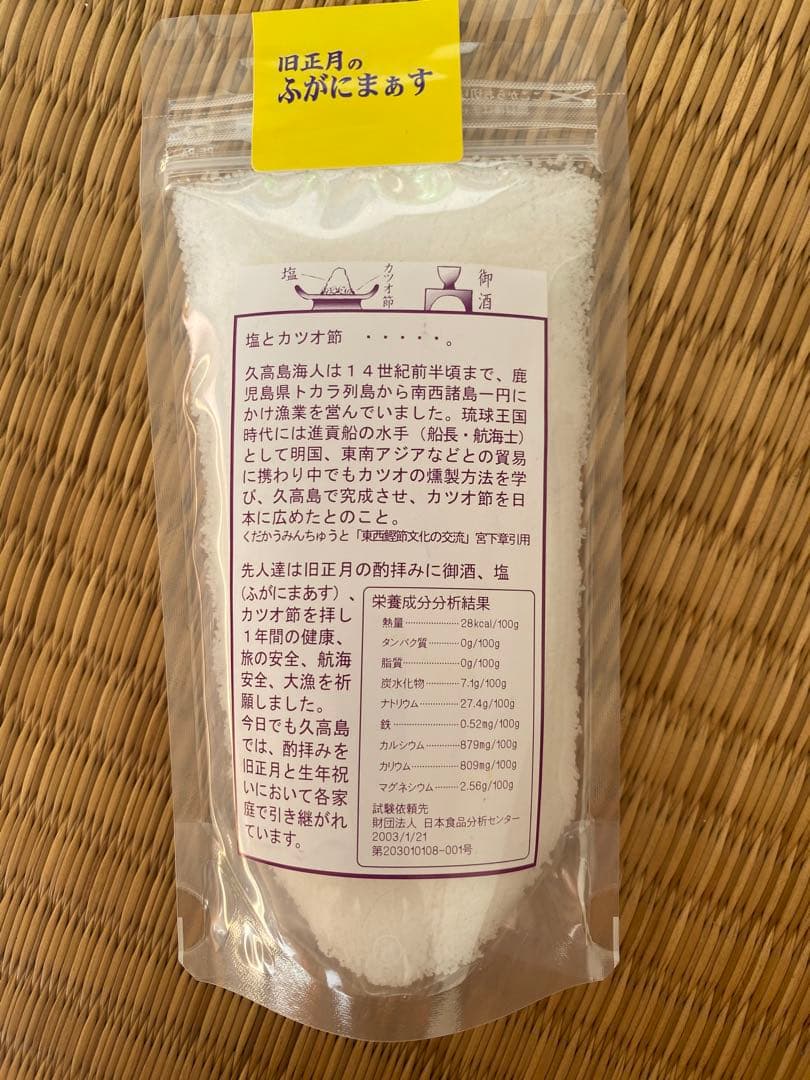 旧正月の
ふがにまぁす
塩
カツオ節
御酒
塩とカツオ節　・・・・・。
久高島海人は１４世紀前半頃まで、鹿
児島県トカラ列島から南西諸島一円に
かけ漁業を営んでいました。琉球王国
時代には進貢船の水手（船長・航海士）
として明国、東南アジアなどとの貿易
に携わり中でもカツオの燻製方法を学
び、久高島で完成させ、カツオ節を日
本に広めたとのこと。
くだかうみんちゅうと「東西鰹節文化の交流」宮下章引用
先人達は旧正月の酌拝みに御酒、塩
(ふがにまあす)、
カツオ節を拝し
１年間の健康、
旅の安全、航海
安全、大漁を祈
願しました。
今日でも久高島
では、酌拝みを
旧正月と生年祝
いにおいて各家
庭で引き継がれ
ています。
栄養成分分析結果
熱量…………………28kcal/100g
タンパク質…………0g/100g
脂質…………………0g/100g
炭水化物…………7.1g/100g
ナトリウム…………27.4g/100g
鉄……………………0.52mg/100g
カルシウム…………879mg/100g
カリウム……………809mg/100g
マグネシウム………2.56g/100g
試験依頼先
財団法人 日本食品分析センター
2003/1/21
第203010108-001号